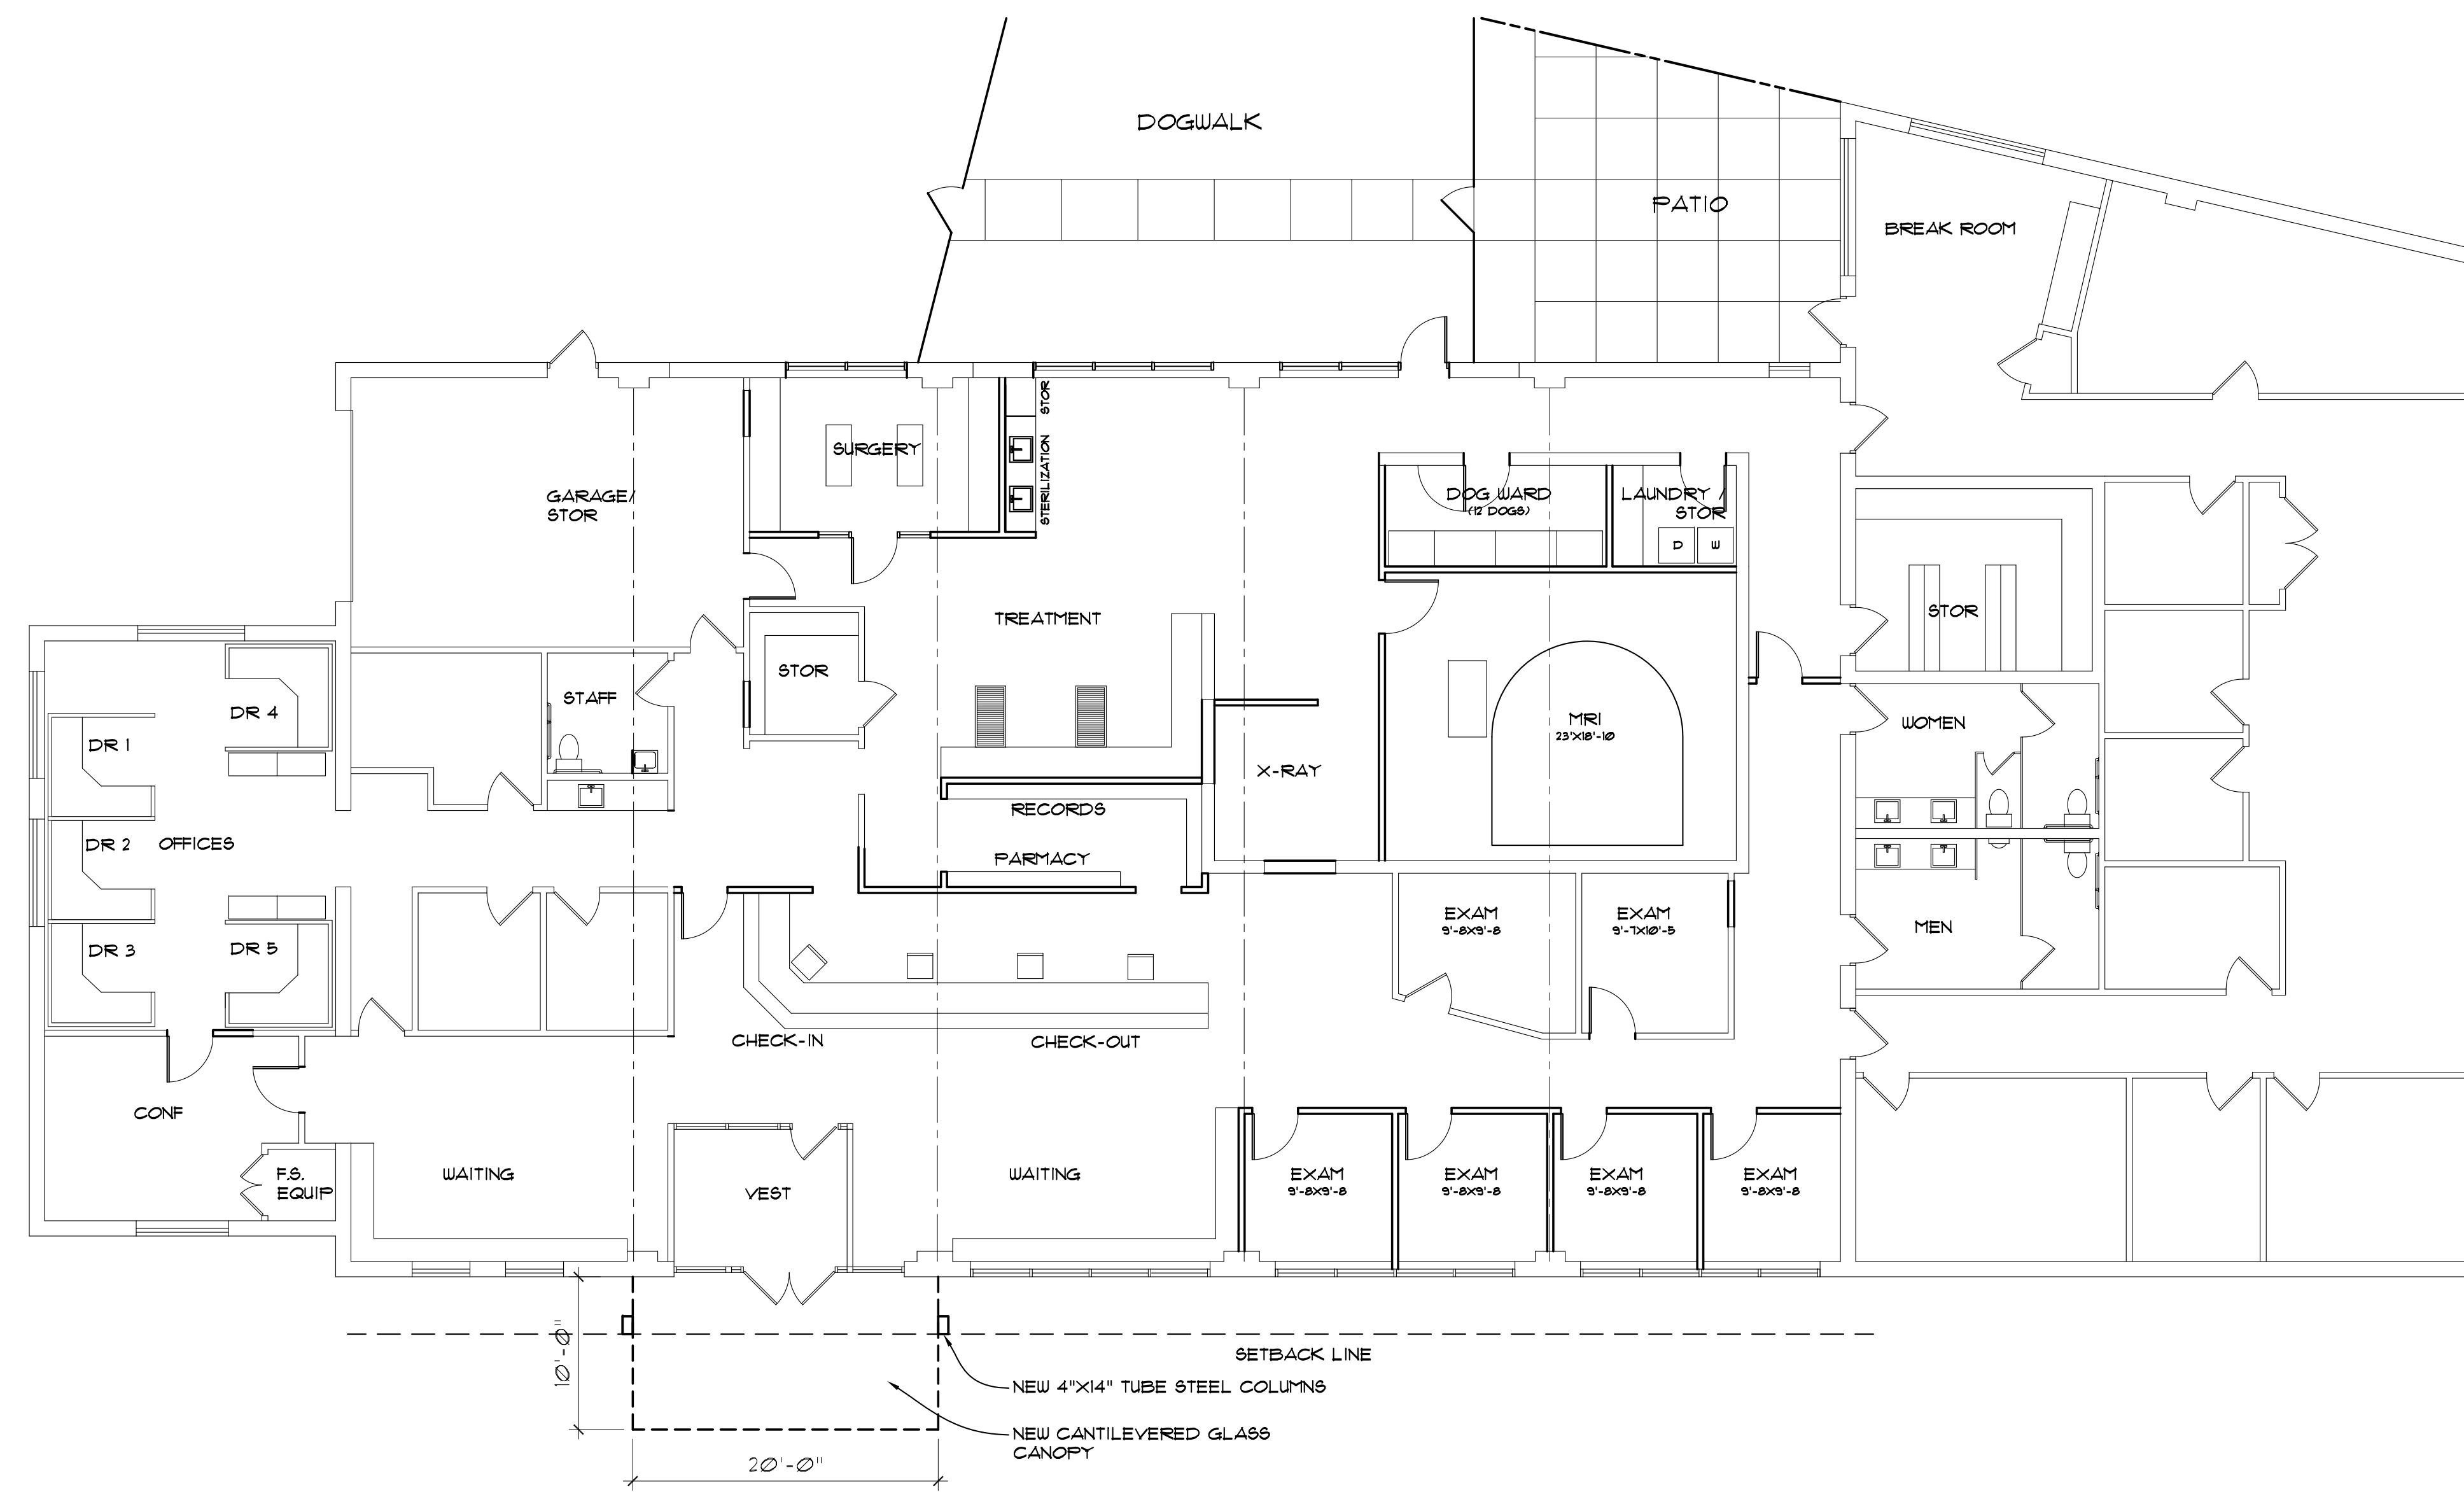 DOGWALK
PATIO
BREAK ROOM
STOR
SURGERY
STERILIZATION
GARAGE/
STOR
DOG WARD
(12 DOGS)
LAUNDRY /
STOR
D
W
TREATMENT
STOR
STOR
STAFF
DR 4
DR 1
MRI
23'X18'-10
WOMEN
X-RAY
RECORDS
DR 2
OFFICES
PARMACY
DR 3
DR 5
EXAM
9'-8X9'-8
EXAM
9'-7X10'-5
MEN
CHECK-IN
CHECK-OUT
CONF
F.S.
EQUIP
WAITING
VEST
WAITING
EXAM
9'-8X9'-8
EXAM
9'-8X9'-8
EXAM
9'-8X9'-8
EXAM
9'-8X9'-8
10'-0"
SETBACK LINE
NEW 4"X14" TUBE STEEL COLUMNS
NEW CANTILEVERED GLASS
CANOPY
20'-0"